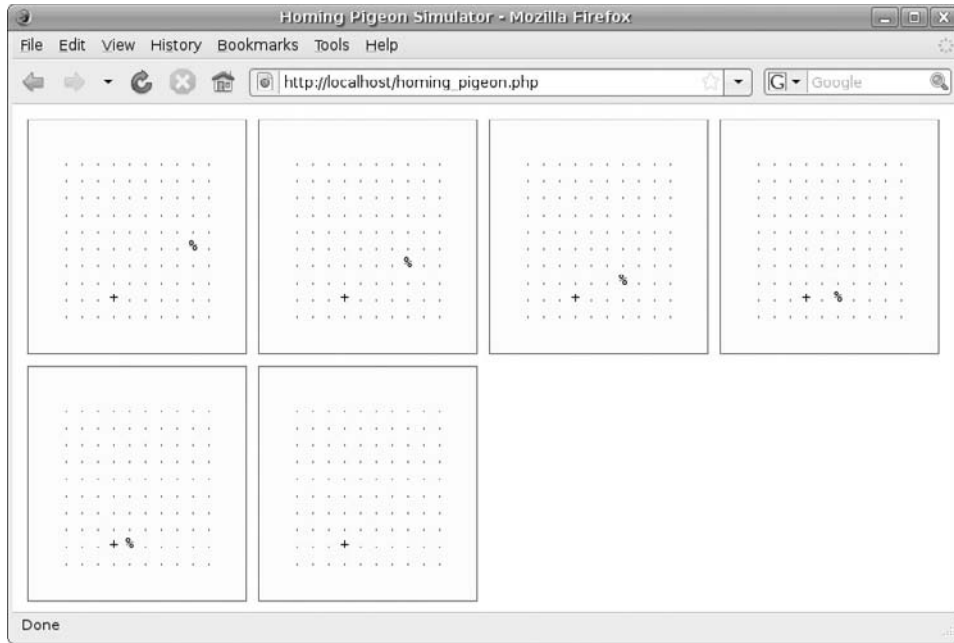 Homing Pigeon Simulator - Mozilla Firefox
File Edit View History Bookmarks Tools Help
http://localhost/homing_pigeon.php
G Google
Done